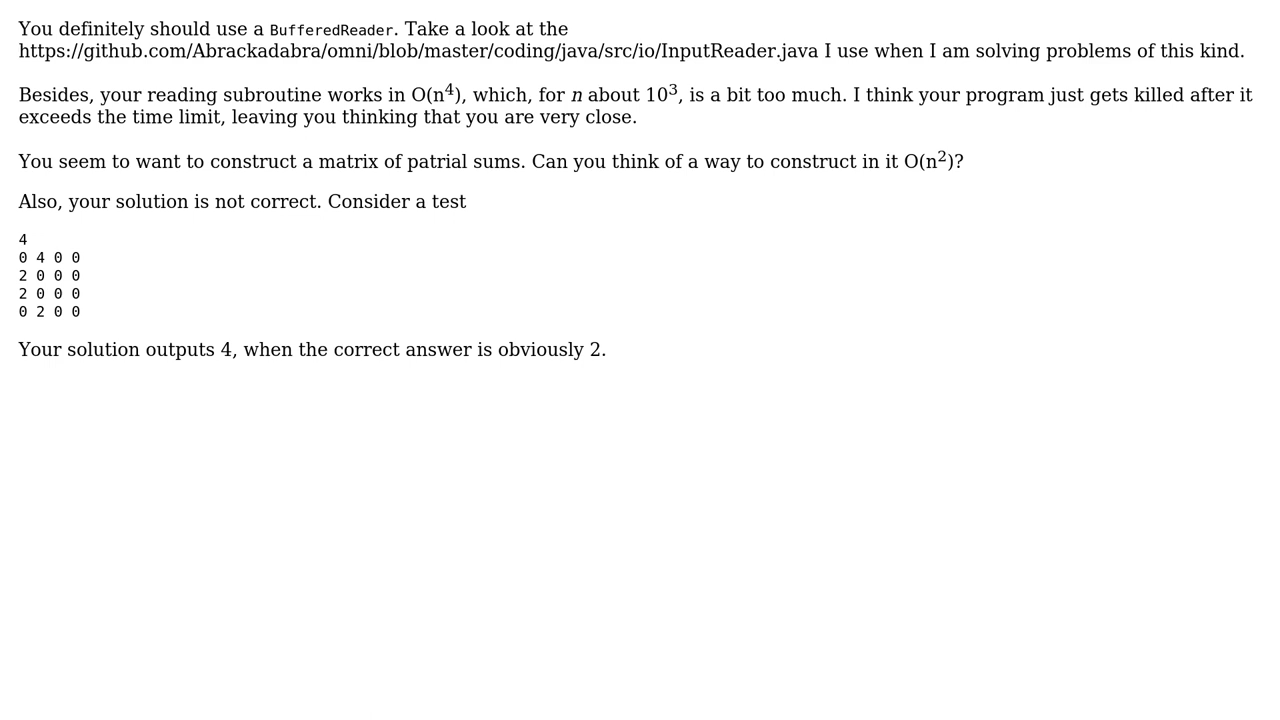 You definitely should use a BufferedReader. Take a look at the
https://github.com/Abrackadabra/omni/blob/master/coding/java/src/io/InputReader.java I use when I am solving problems of this kind.
Besides, your reading subroutine works in O(n⁴), which, for n about 10³, is a bit too much. I think your program just gets killed after it
exceeds the time limit, leaving you thinking that you are very close.
You seem to want to construct a matrix of patrial sums. Can you think of a way to construct in it O(n²)?
Also, your solution is not correct. Consider a test
4
0 4 0 0
2 0 0 0
2 0 0 0
0 2 0 0
Your solution outputs 4, when the correct answer is obviously 2.